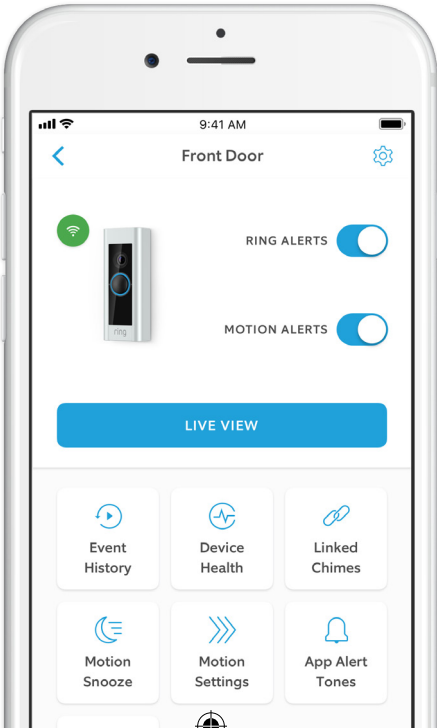 9:41 AM
Front Door
RING ALERTS
ring
MOTION ALERTS
LIVE VIEW
Event
History
Device
Health
Linked
Chimes
Motion
Snooze
Motion
Settings
App Alert
Tones